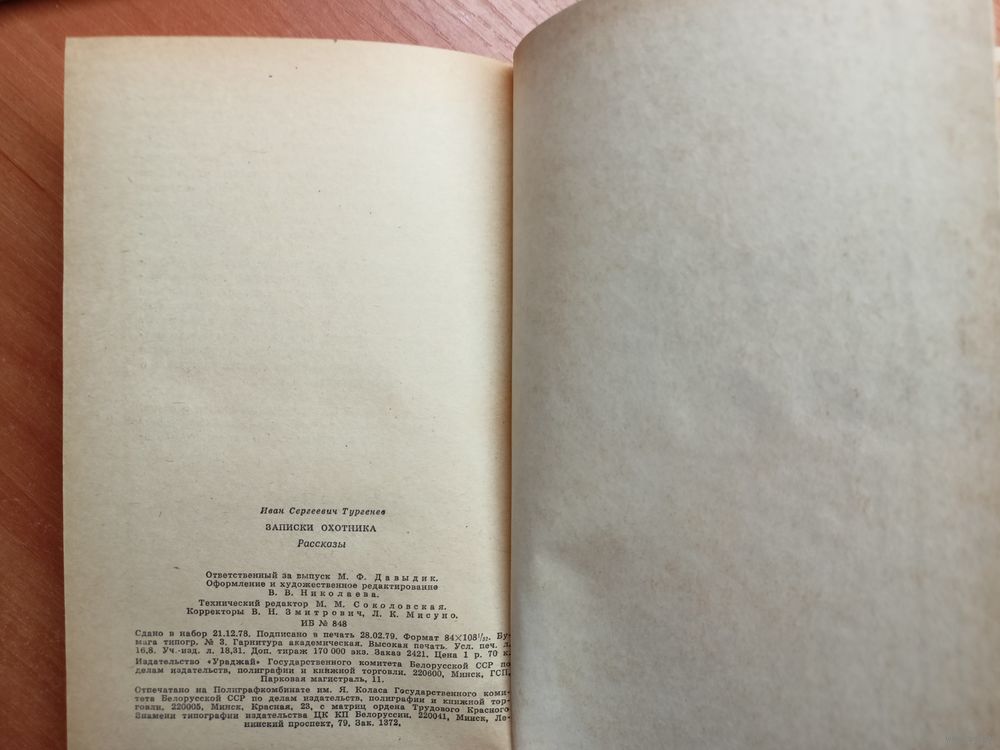 Иван Сергеевич Тургенев
ЗАПИСКИ ОХОТНИКА
Рассказы
Ответственный за выпуск М. Ф. Давыдик.
Оформление и художественное редактирование
В. В. Николаева.
Технический редактор М. М. Соколовская.
Корректоры В. Н. Змитрович, Л. К. Мисуно.
ИБ № 848
Сдано в набор 21.12.78. Подписано в печать 28.02.79. Формат 84×108¹/₃₂. Бу-
мага типогр. № 3. Гарнитура академическая. Высокая печать. Усл. печ. л.
16,8. Уч.-изд. л. 18,31. Доп. тираж 170 000 экз. Заказ 2421. Цена 1 р. 70 к.
Издательство «Ураджай» Государственного комитета Белорусской ССР по
делам издательств, полиграфии и книжной торговли. 220600, Минск, ГСП,
Парковая магистраль, 11.
Отпечатано на Полиграфкомбинате им. Я. Коласа Государственного коми-
тета Белорусской ССР по делам издательств, полиграфии и книжной тор-
говли, 220005, Минск, Красная, 23, с матриц ордена Трудового Красного
Знамени типографии издательства ЦК КП Белоруссии. 220041, Минск, Ле-
нинский проспект, 79. Зак. 1372.